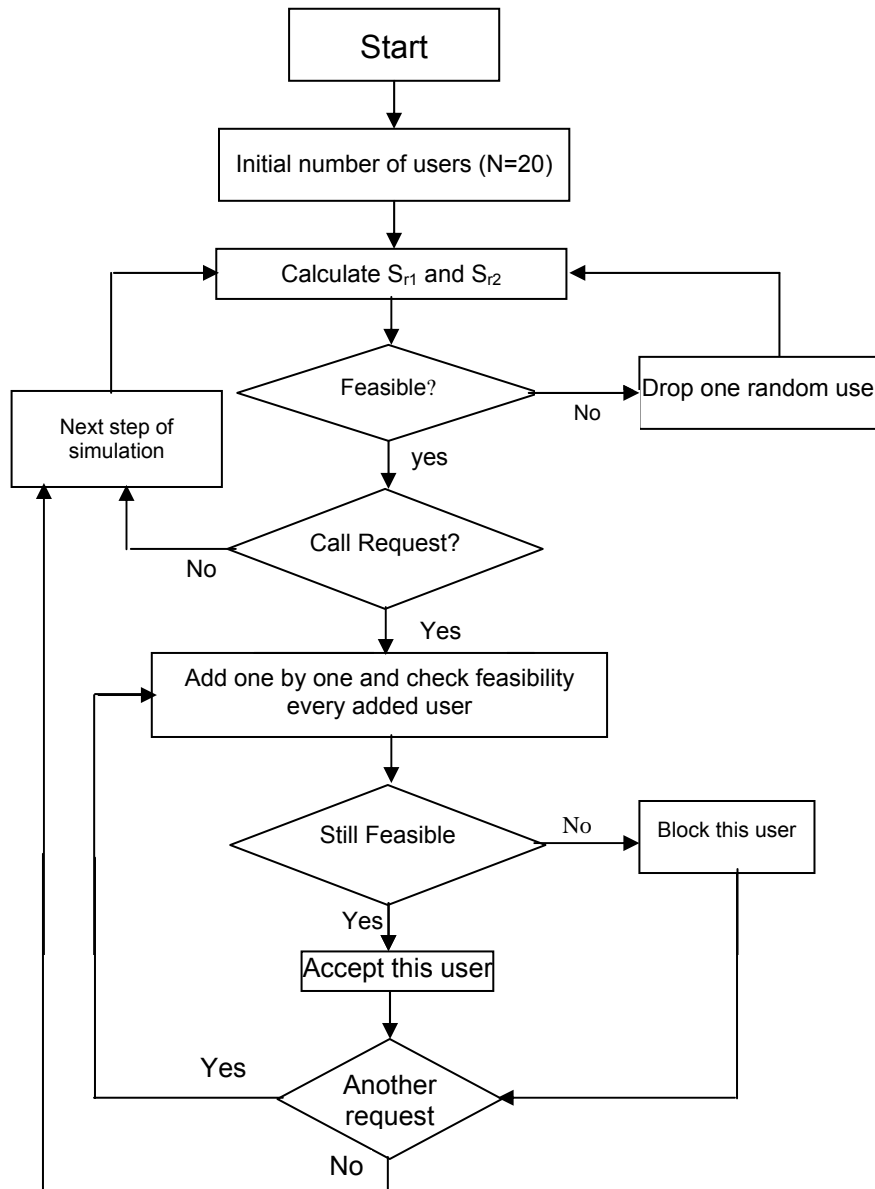 Start
Initial number of users (N=20)
Calculate Sr1 and Sr2
Feasible?
No
Drop one random use
Next step of
simulation
yes
Call Request?
No
Yes
Add one by one and check feasibility
every added user
Still Feasible
No
Block this user
Yes
Accept this user
Yes
Another
request
No